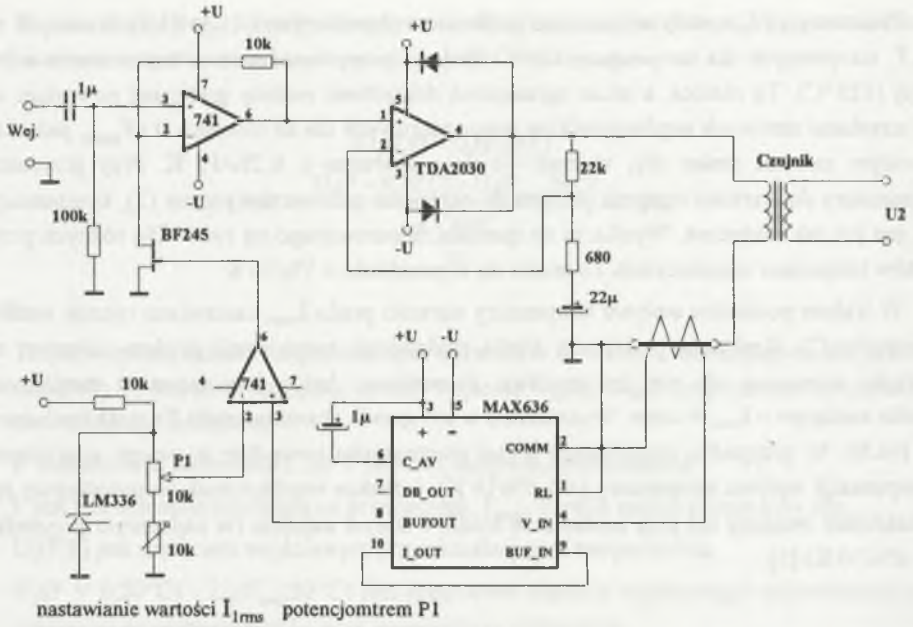 +U
+U
10k
1μ
7
3
741
6
5
1
4
Wej.
3
4
2
TDA2030
3
22k
Czujnik
-U
U2
100k
BF245
680
22μ
+U
-U
+U
10k
4
741
7
1μ
3
5
MAX636
2
3
+
−
6
C_AV
COMM
2
P1
7
DB_OUT
RL
1
LM336
10k
8
BUFOUT
V_IN
4
10k
10
I_OUT
BUF_IN
9
nastawianie wartości I1rms potencjomtrem P1